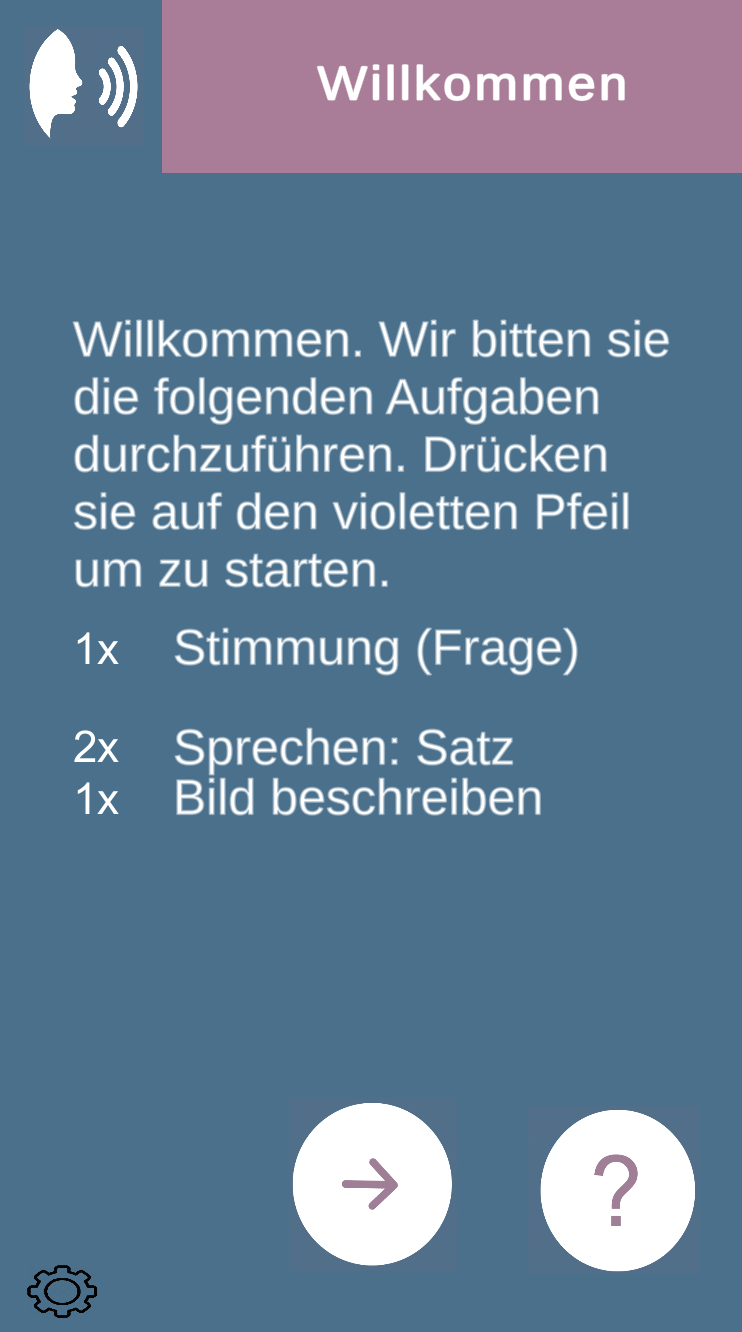 Willkommen
Willkommen. Wir bitten sie
die folgenden Aufgaben
durchzuführen. Drücken
sie auf den violetten Pfeil
um zu starten.
1x Stimmung (Frage)
2x Sprechen: Satz
1x Bild beschreiben
?